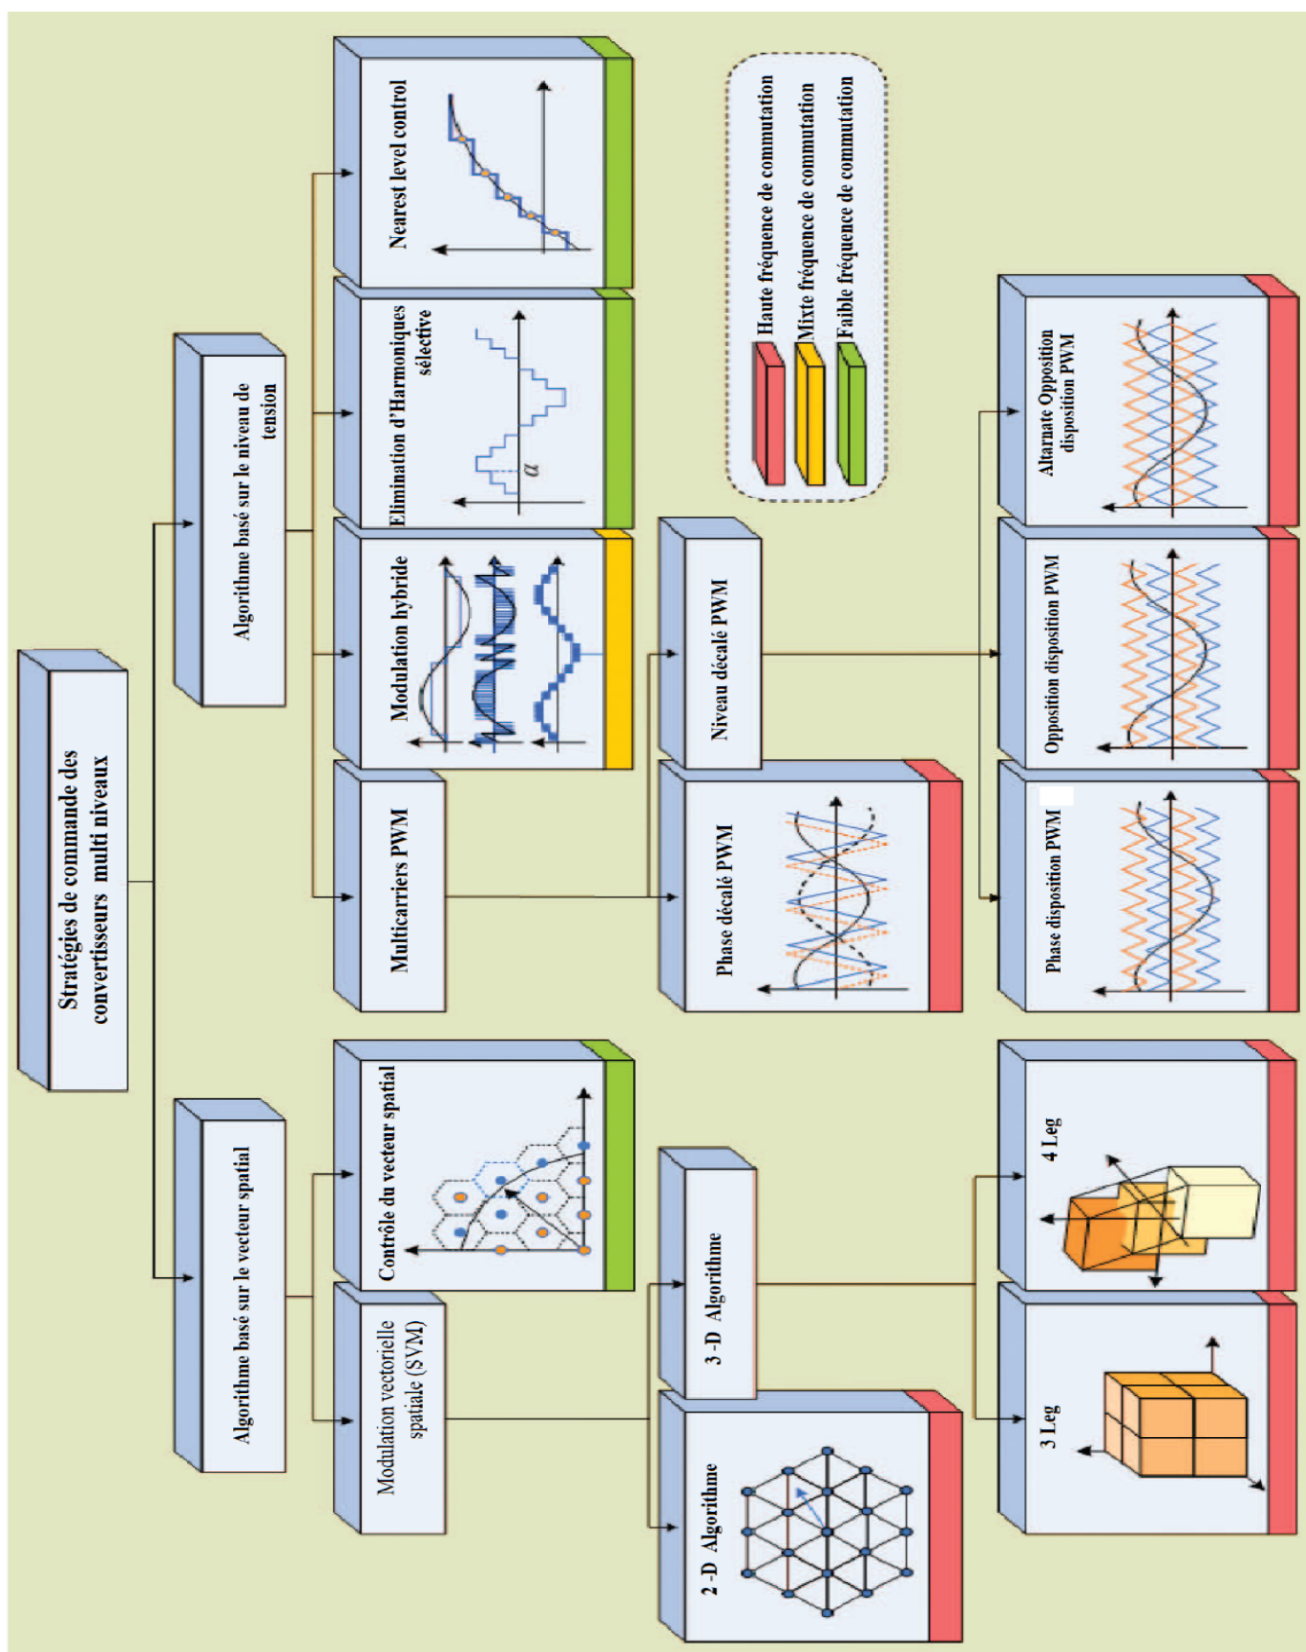 Stratégies de commande des
convertisseurs multi niveaux
Algorithme basé sur le vecteur spatial
Algorithme basé sur le niveau de
tension
Modulation vectorielle
spatiale (SVM)
Contrôle du vecteur spatial
Multicarriers PWM
Modulation hybride
Elimination d'Harmoniques
sélective
α
Nearest level control
2 -D Algorithme
3 -D Algorithme
Phase décalé PWM
Niveau décalé PWM
Haute fréquence de commutation
Mixte fréquence de commutation
Faible fréquence de commutation
3 Leg
4 Leg
Phase disposition PWM
Opposition disposition PWM
Altarnate Opposition
disposition PWM